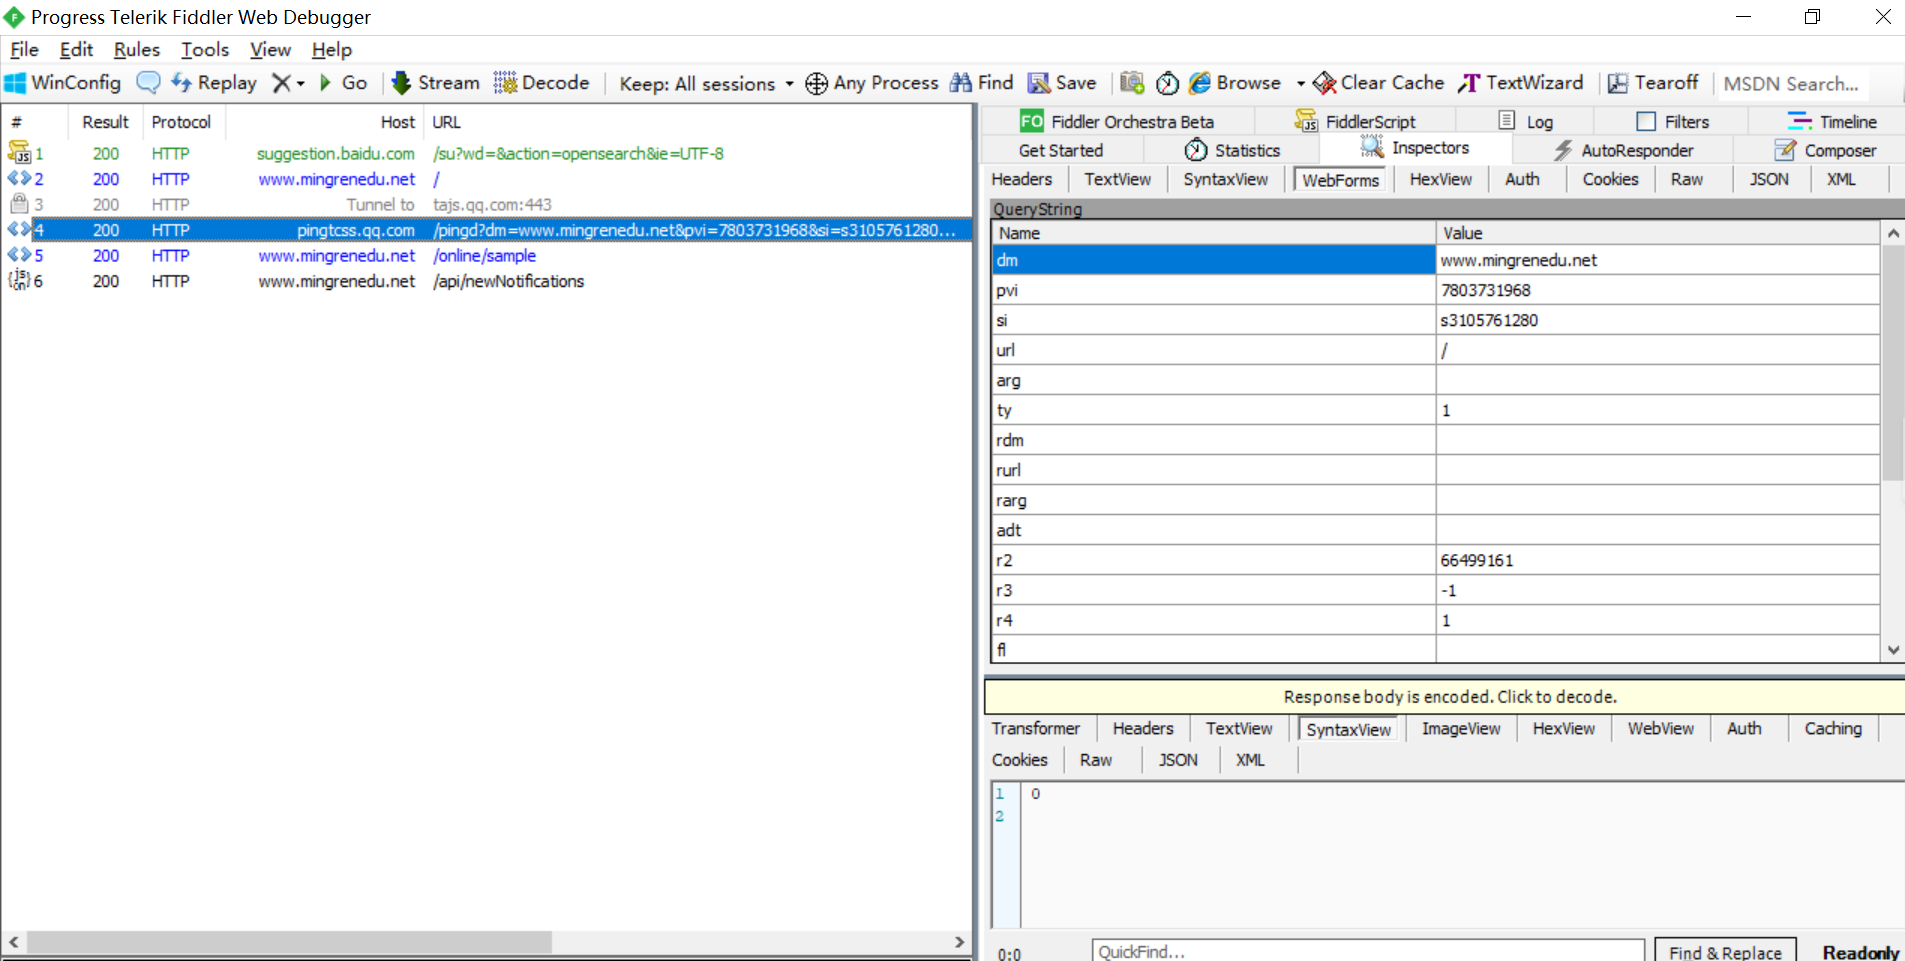 Progress Telerik Fiddler Web Debugger
File Edit Rules Tools View Help
WinConfig Replay Go Stream Decode Keep: All sessions Any Process Find Save Browse Clear Cache TextWizard Tearoff MSDN Search...
# Result Protocol Host URL
1 200 HTTP suggestion.baidu.com /su?wd=&action=opensearch&ie=UTF-8
2 200 HTTP www.mingrenedu.net /
3 200 HTTP Tunnel to tajs.qq.com:443
4 200 HTTP pingtcss.qq.com /pingd?dm=www.mingrenedu.net&pvi=7803731968&si=s3105761280...
5 200 HTTP www.mingrenedu.net /online/sample
6 200 HTTP www.mingrenedu.net /api/newNotifications
FO Fiddler Orchestra Beta FiddlerScript Log Filters Timeline
Get Started Statistics Inspectors AutoResponder Composer
Headers TextView SyntaxView WebForms HexView Auth Cookies Raw JSON XML
QueryString
Name Value
dm www.mingrenedu.net
pvi 7803731968
si s3105761280
url /
arg
ty 1
rdm
rurl
rarg
adt
r2 66499161
r3 -1
r4 1
fl
Response body is encoded. Click to decode.
Transformer Headers TextView SyntaxView ImageView HexView WebView Auth Caching
Cookies Raw JSON XML
1 0
2
0:0 QuickFind... Find & Replace Readonly